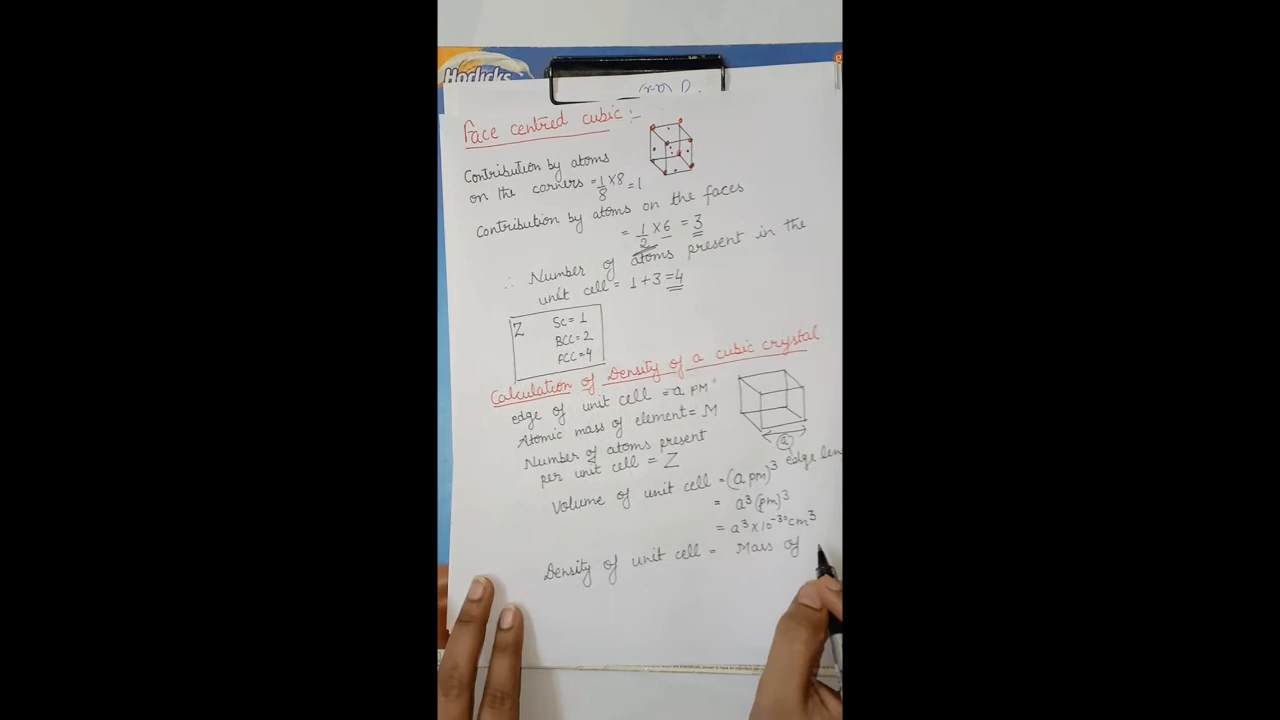 Horlicks
Face centred cubic :-
Contribution by atoms
on the corners = 1/8 × 8 = 1
Contribution by atoms on the faces
= 1/2 × 6 = 3
∴ Number of atoms present in the
unit cell = 1 + 3 = 4
Z SC = 1
BCC = 2
FCC = 4
Calculation of Density of a cubic crystal
edge of unit cell = a pm
Atomic mass of element = M
Number of atoms present
per unit cell = Z
a
edge len
Volume of unit cell = (a pm)³
= a³ (pm)³
= a³ × 10⁻³⁰ cm³
Density of unit cell = Mass of